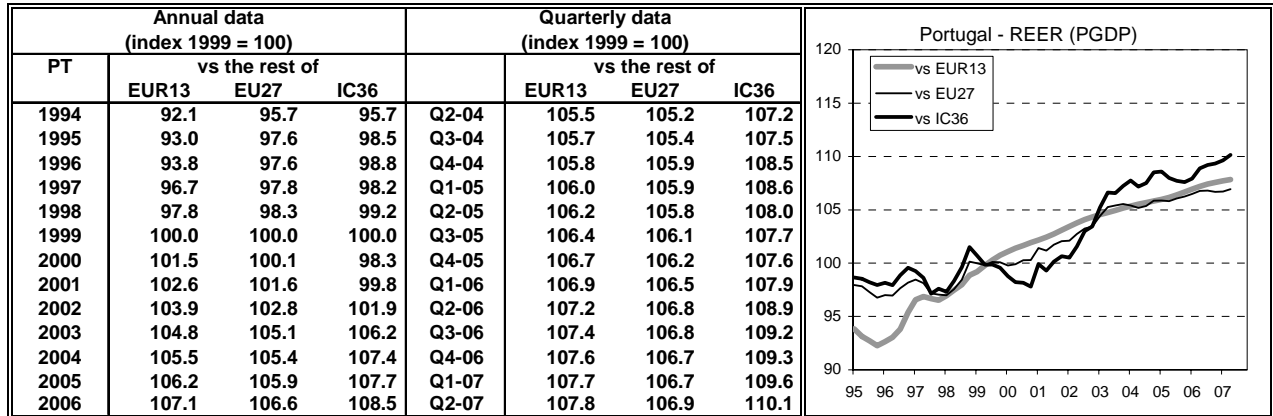 Annual data Quarterly data
(index 1999 = 100) (index 1999 = 100)
PT vs the rest of vs the rest of
EUR13 EU27 IC36 EUR13 EU27 IC36
1994 92.1 95.7 95.7 Q2-04 105.5 105.2 107.2
1995 93.0 97.6 98.5 Q3-04 105.7 105.4 107.5
1996 93.8 97.6 98.8 Q4-04 105.8 105.9 108.5
1997 96.7 97.8 98.2 Q1-05 106.0 105.9 108.6
1998 97.8 98.3 99.2 Q2-05 106.2 105.8 108.0
1999 100.0 100.0 100.0 Q3-05 106.4 106.1 107.7
2000 101.5 100.1 98.3 Q4-05 106.7 106.2 107.6
2001 102.6 101.6 99.8 Q1-06 106.9 106.5 107.9
2002 103.9 102.8 101.9 Q2-06 107.2 106.8 108.9
2003 104.8 105.1 106.2 Q3-06 107.4 106.8 109.2
2004 105.5 105.4 107.4 Q4-06 107.6 106.7 109.3
2005 106.2 105.9 107.7 Q1-07 107.7 106.7 109.6
2006 107.1 106.6 108.5 Q2-07 107.8 106.9 110.1
Portugal - REER (PGDP)
vs EUR13
vs EU27
vs IC36
120
115
110
105
100
95
90
95 96 97 98 99 00 01 02 03 04 05 06 07